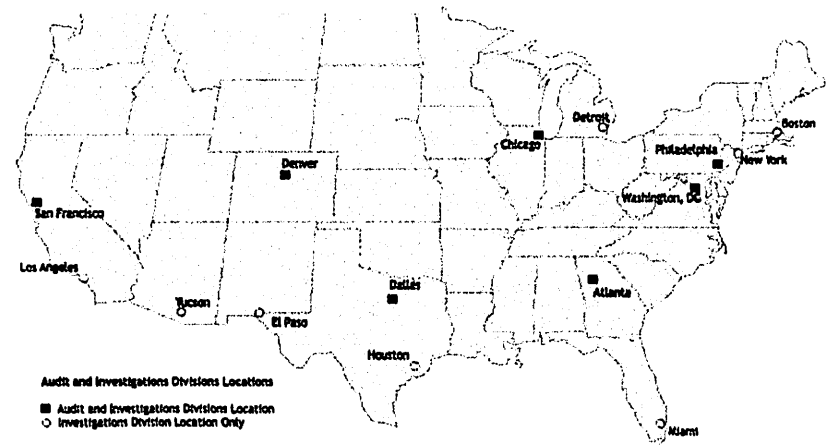 Detroit
Boston
Chicago
Philadelphia
New York
Denver
Washington, DC
San Francisco
Los Angeles
Dallas
Atlanta
Tucson
El Paso
Houston
Audit and Investigations Divisions Locations
Audit and Investigations Divisions Location
Investigations Division Location Only
Miami